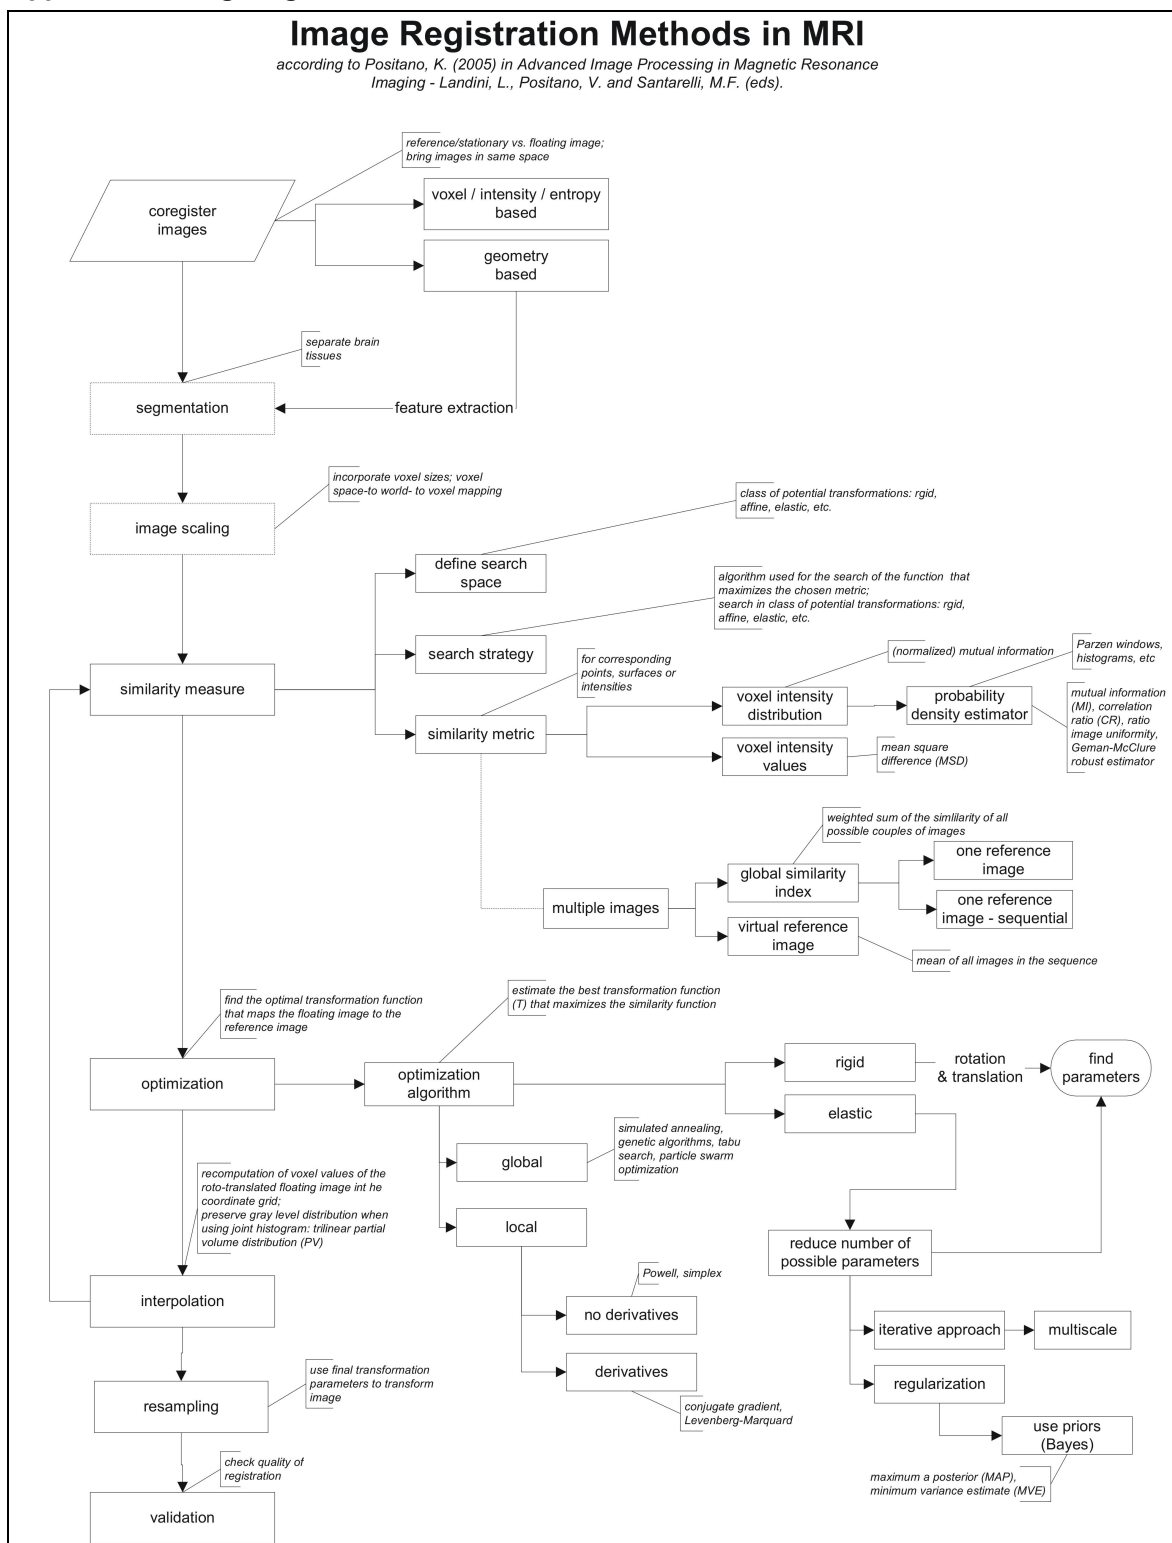 Image Registration Methods in MRI
according to Positano, K. (2005) in Advanced Image Processing in Magnetic Resonance
Imaging - Landini, L., Positano, V. and Santarelli, M.F. (eds).
reference/stationary vs. floating image;
bring images in same space
coregister
images
voxel / intensity / entropy
based
geometry
based
separate brain
tissues
segmentation
feature extraction
incorporate voxel sizes; voxel
space-to world- to voxel mapping
image scaling
class of potential transformations: rgid,
affine, elastic, etc.
define search
space
algorithm used for the search of the function that
maximizes the chosen metric;
search in class of potential transformations: rgid,
affine, elastic, etc.
search strategy
similarity measure
for corresponding
points, surfaces or
intensities
similarity metric
(normalized) mutual information
voxel intensity
distribution
Parzen windows,
histograms, etc
probability
density estimator
mutual information
(MI), correlation
ratio (CR), ratio
image uniformity,
Geman-McClure
robust estimator
voxel intensity
values
mean square
difference (MSD)
weighted sum of the simlilarity of all
possible couples of images
global similarity
index
one reference
image
one reference
image - sequential
multiple images
virtual reference
image
mean of all images in the sequence
find the optimal transformation function
that maps the floating image to the
reference image
estimate the best transformation function
(T) that maximizes the similarity function
optimization
optimization
algorithm
rigid
rotation
& translation
find
parameters
elastic
simulated annealing,
genetic algorithms, tabu
search, particle swarm
optimization
global
local
recomputation of voxel values of the
roto-translated floating image int he
coordinate grid;
preserve gray level distribution when
using joint histogram: trilinear partial
volume distribution (PV)
reduce number of
possible parameters
interpolation
Powell, simplex
no derivatives
iterative approach
multiscale
derivatives
regularization
conjugate gradient,
Levenberg-Marquard
use priors
(Bayes)
maximum a posterior (MAP),
minimum variance estimate (MVE)
use final transformation
parameters to transform
image
resampling
check quality of
registration
validation